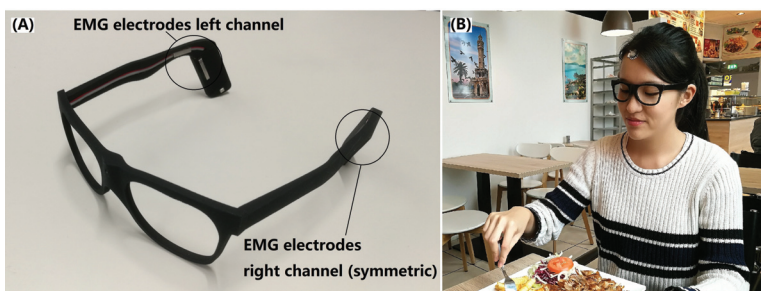 (A)
EMG electrodes left channel
EMG electrodes
right channel (symmetric)
(B)